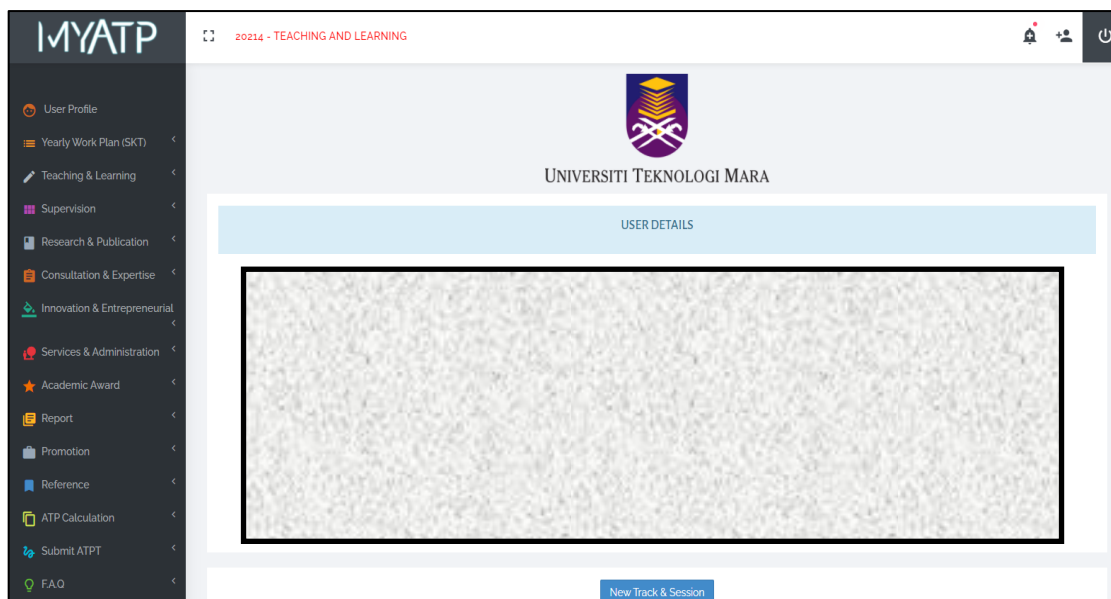 MYATP
20214 - TEACHING AND LEARNING
User Profile
Yearly Work Plan (SKT)
Teaching & Learning
Supervision
Research & Publication
Consultation & Expertise
Innovation & Entrepreneurial
Services & Administration
Academic Award
Report
Promotion
Reference
ATP Calculation
Submit ATPT
F.A.Q
UNIVERSITI TEKNOLOGI MARA
USER DETAILS
New Track & Session